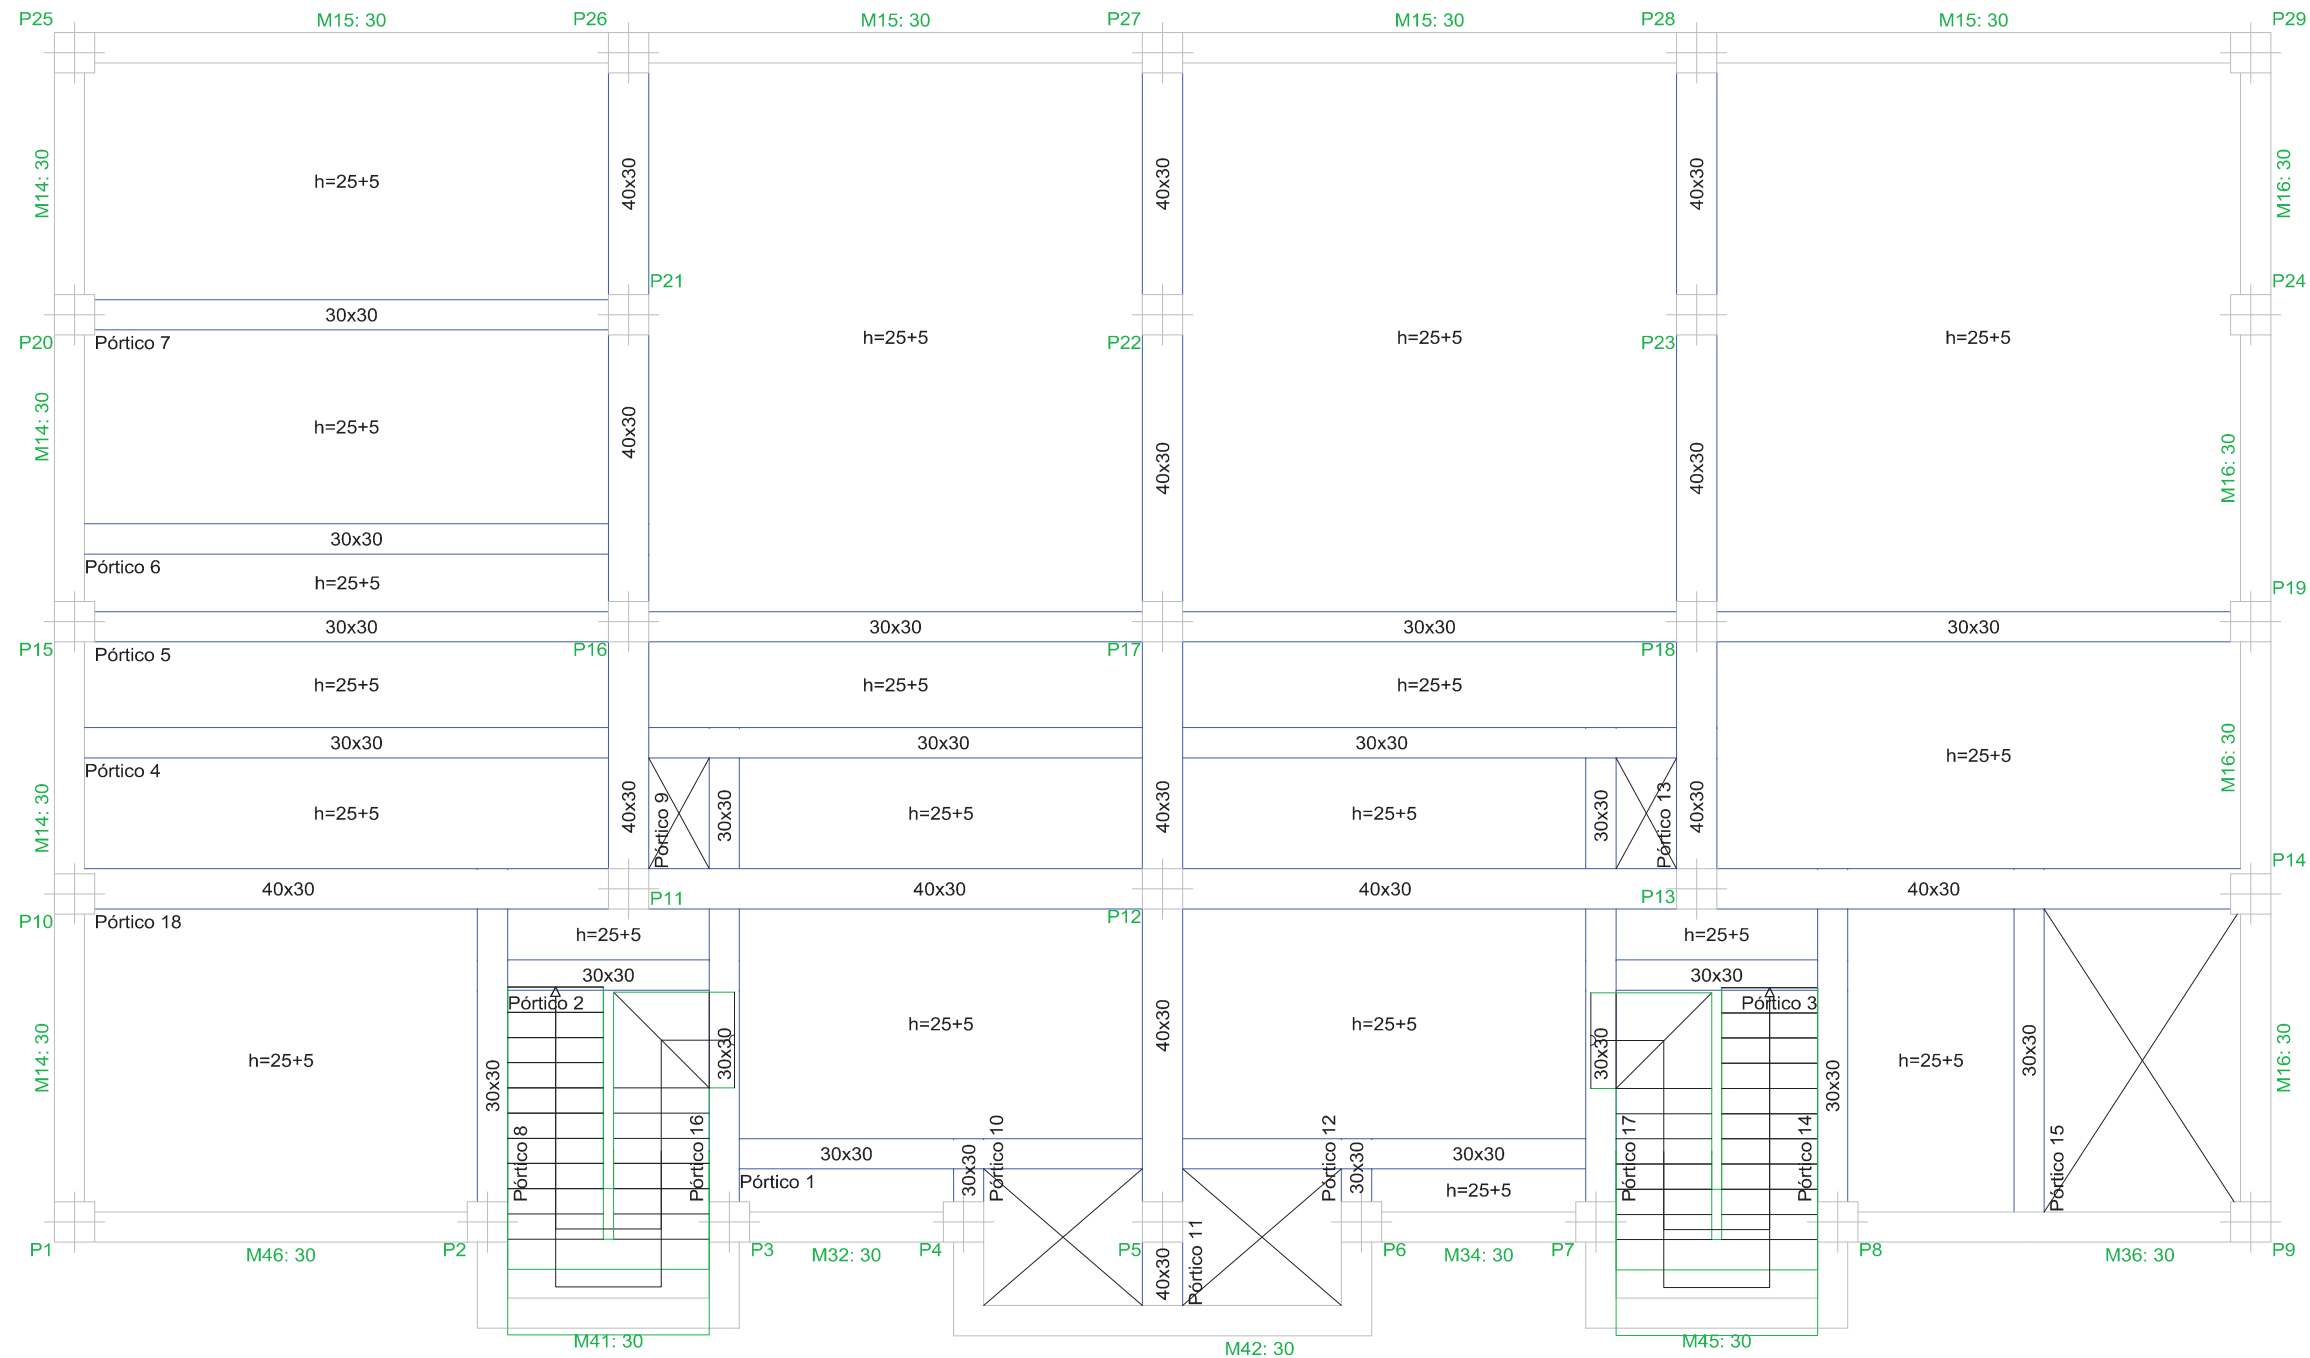 P25 M15: 30 P26 M15: 30 P27 M15: 30 P28 M15: 30 P29
M14: 30 h=25+5 40x30 40x30 40x30 M16: 30
P21 P24
30x30
P20 Pórtico 7 h=25+5 P22 h=25+5 P23 h=25+5
M14: 30 h=25+5 40x30 40x30 40x30 M16: 30
30x30
Pórtico 6
h=25+5 P19
30x30 30x30 30x30 30x30
P15 Pórtico 5 P16 P17 P18
h=25+5 h=25+5 h=25+5
30x30 30x30 30x30 h=25+5 M16: 30
Pórtico 4
M14: 30 h=25+5 40x30 Pórtico 9 30x30 h=25+5 40x30 h=25+5 30x30 Pórtico 13 40x30
P14
40x30 40x30 40x30 40x30
P10 Pórtico 18 P11 P12 P13
h=25+5 h=25+5
30x30 30x30
Pórtico 2 Pórtico 3
h=25+5 40x30 h=25+5
M14: 30 h=25+5 30x30 30x30 30x30 30x30 h=25+5 30x30 M16: 30
Pórtico 8 Pórtico 16 30x30 30x30 Pórtico 10 Pórtico 12 30x30 30x30 Pórtico 17 Pórtico 14 Pórtico 15
Pórtico 1 h=25+5
P1 M46: 30 P2 P3 M32: 30 P4 P5 40x30 Pórtico 11 P6 M34: 30 P7 P8 M36: 30 P9
M41: 30 M42: 30 M45: 30